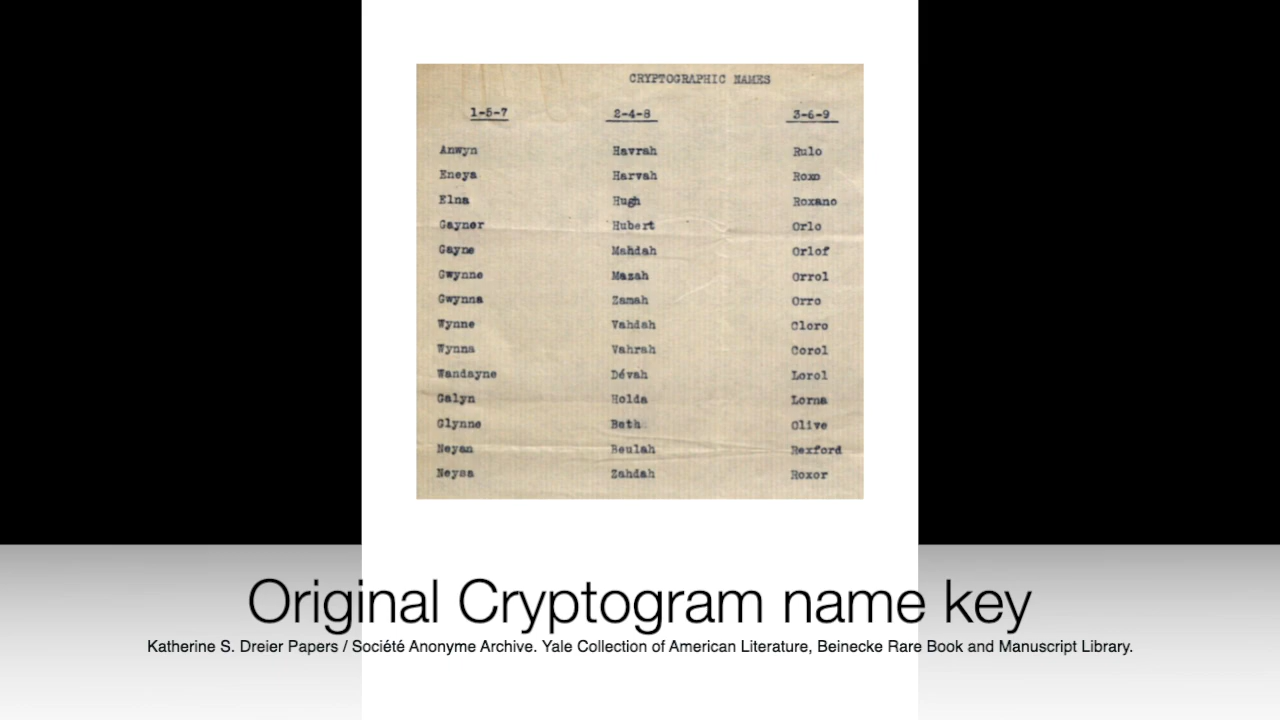 CRYPTOGRAPHIC NAMES
1-5-7 2-4-8 3-6-9
Anwyn Havrah Rulo
Eneya Harvah Roxo
Elna Hugh Roxano
Gaynor Hubert Orlo
Gayne Mahdah Orlof
Gwynne Mazah Orrol
Gwynna Zamah Orro
Wynne Vahdah Cloro
Wynna Vahrah Corol
Wandayne Dévah Lorol
Galyn Holda Lorna
Glynne Beth Olive
Neyan Beulah Rexford
Neysa Zahdah Roxor
Original Cryptogram name key
Katherine S. Dreier Papers / Société Anonyme Archive. Yale Collection of American Literature, Beinecke Rare Book and Manuscript Library.